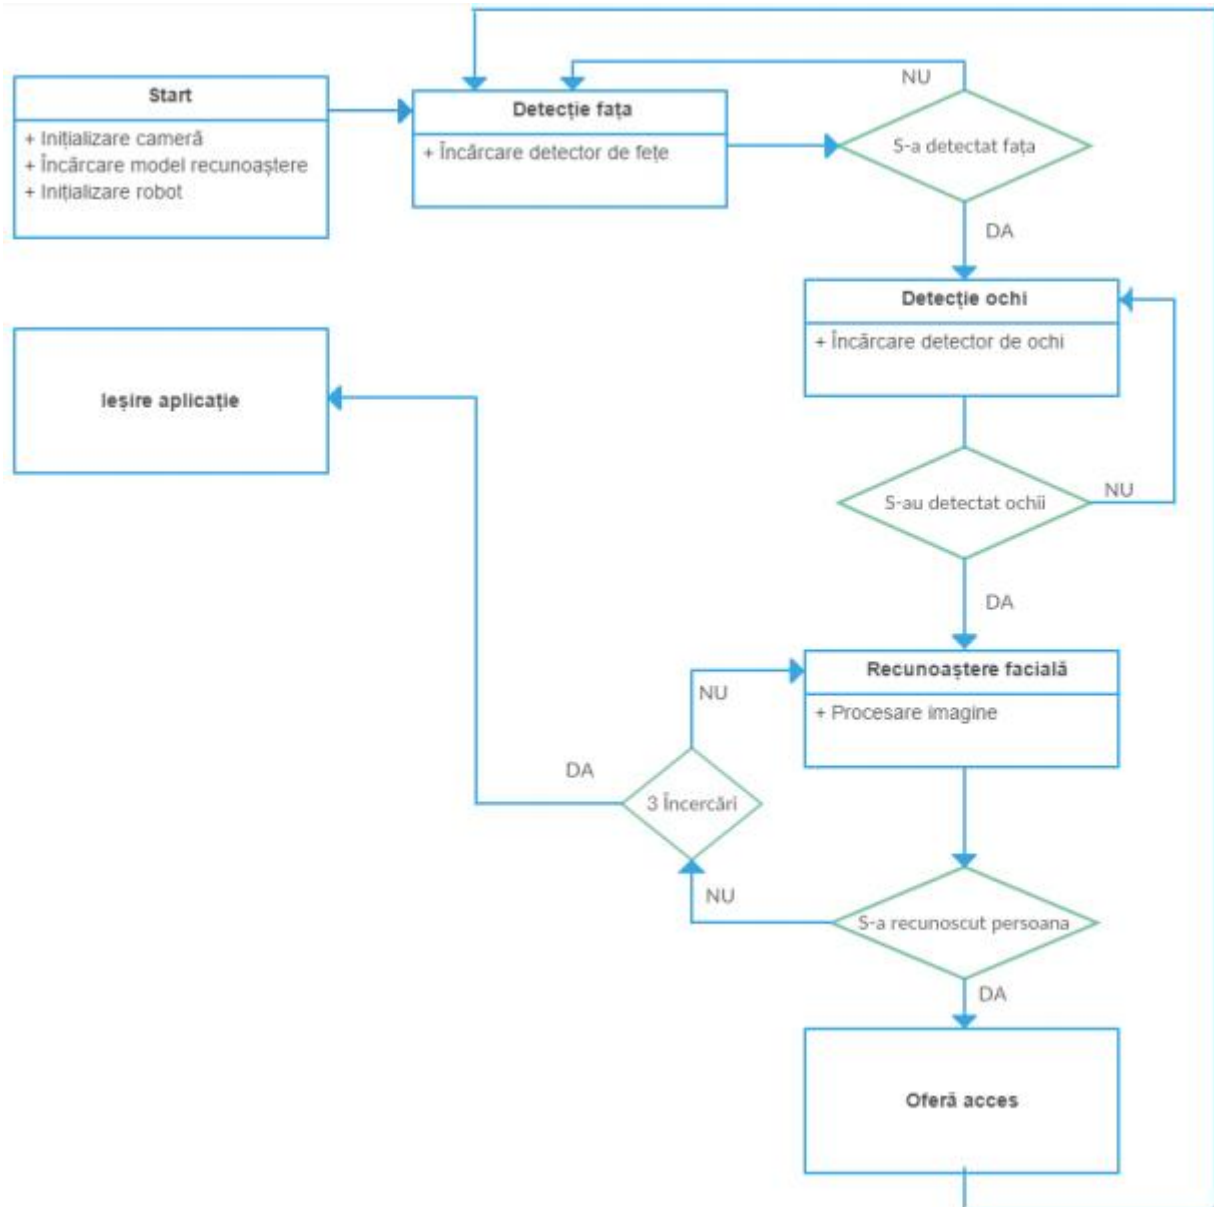 Start
+ Inițializare cameră
+ Încărcare model recunoaștere
+ Inițializare robot
Detecție fața
+ Încărcare detector de fețe
NU
S-a detectat fața
DA
Detecție ochi
+ Încărcare detector de ochi
Ieșire aplicație
S-au detectat ochii
NU
DA
Recunoaștere facială
+ Procesare imagine
NU
DA
3 Încercări
NU
S-a recunoscut persoana
DA
Oferă acces